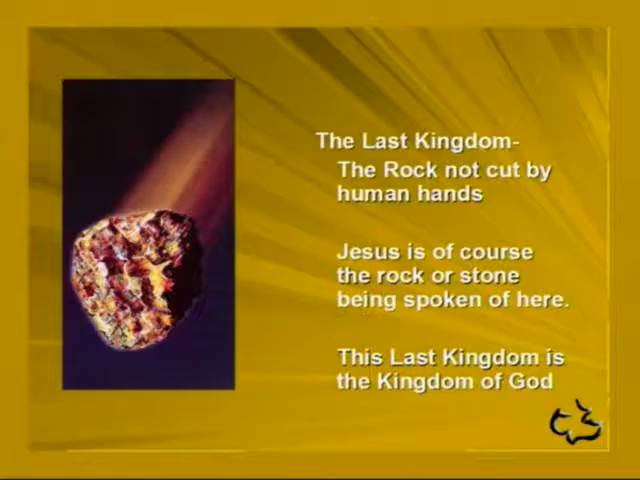 The Last Kingdom-
The Rock not cut by
human hands
Jesus is of course
the rock or stone
being spoken of here.
This Last Kingdom is
the Kingdom of God